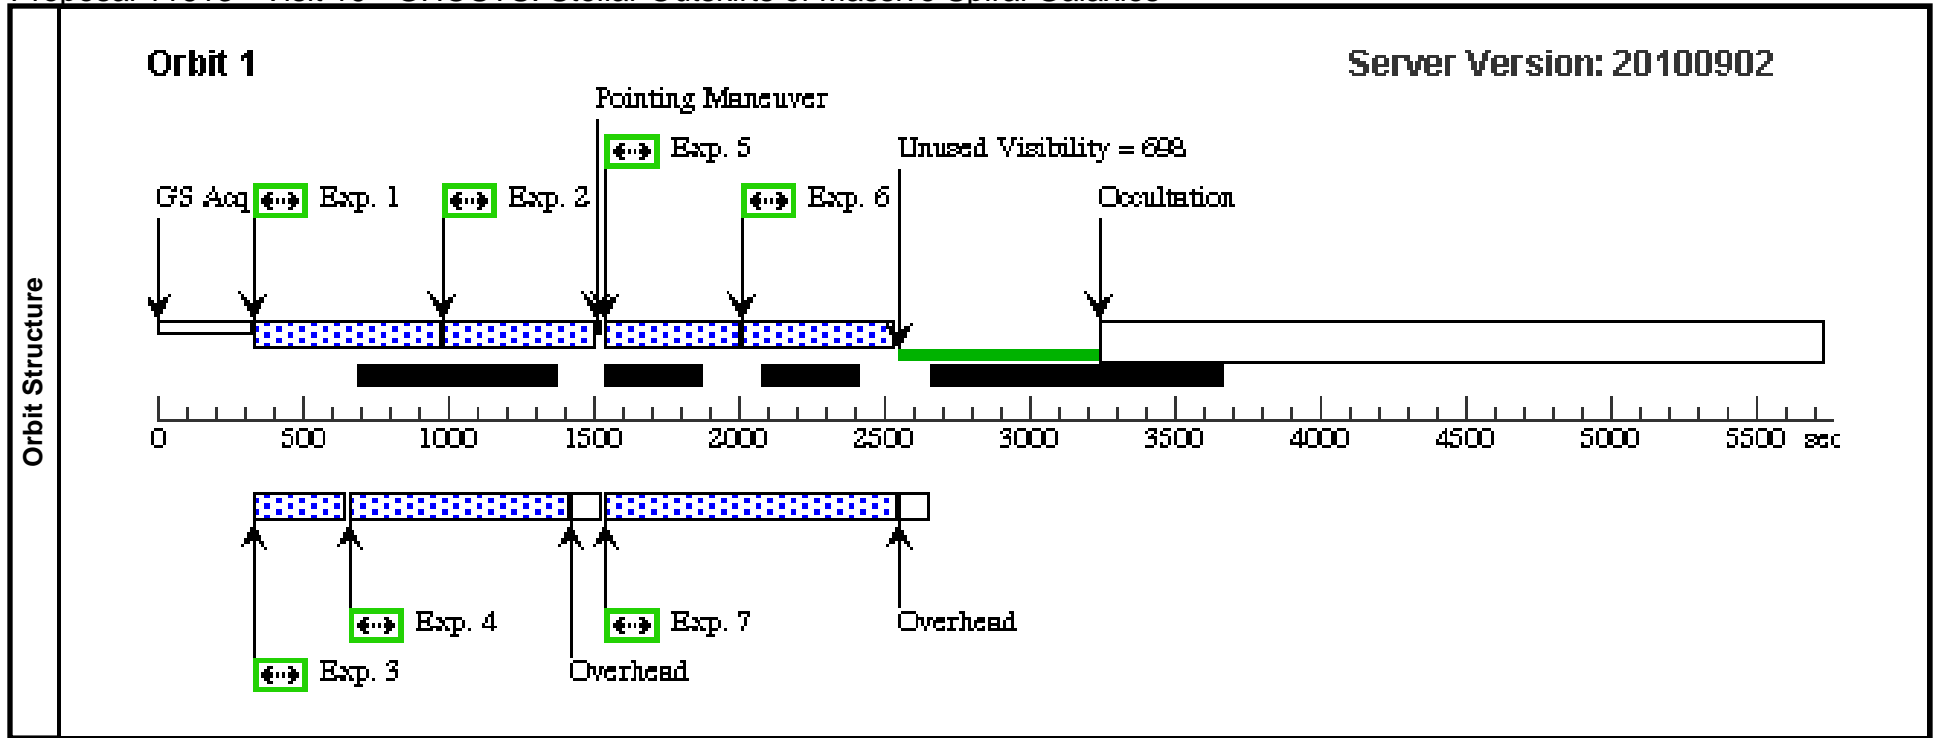 Orbit 1
Server Version: 20100902
Pointing Maneuver
Exp. 5
Unused Visibility = 698
GS Acq
Exp. 1
Exp. 2
Exp. 6
Occultation
Orbit Structure
0 500 1000 1500 2000 2500 3000 3500 4000 4500 5000 5500 sec
Exp. 4
Exp. 7
Overhead
Exp. 3
Overhead